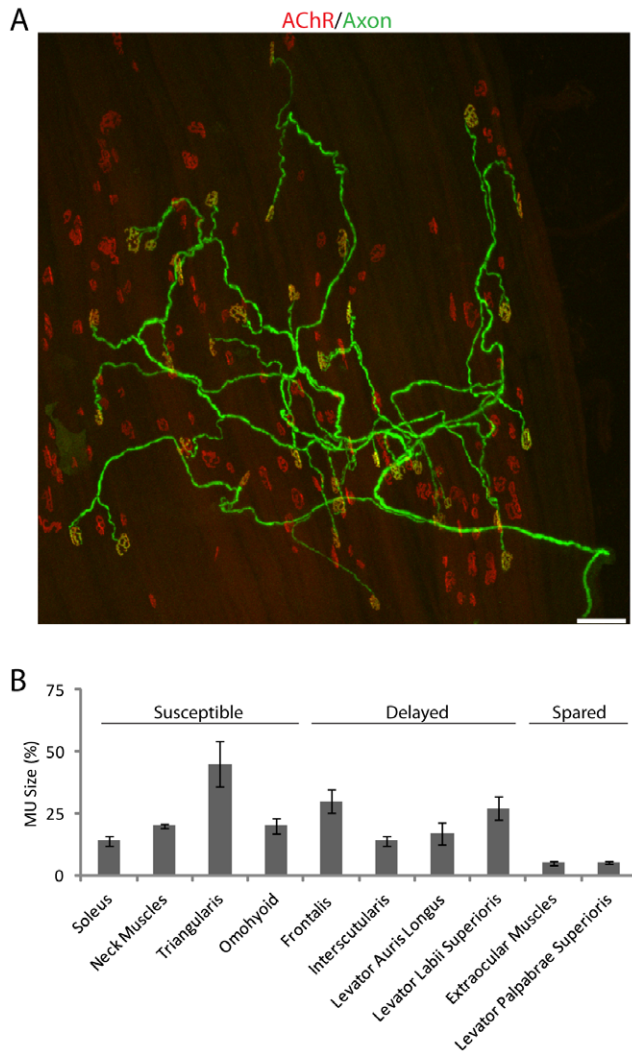 A
AChR/Axon
B
75
50
25
0
MU Size (%)
Susceptible
Delayed
Spared
Soleus
Neck Muscles
Triangularis
Omohyoid
Frontalis
Interscutularis
Levator Auris Longus
Levator Labii Superioris
Extraocular Muscles
Levator Palpabrae Superioris